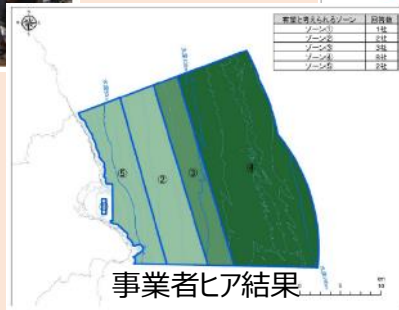 有望と考えられるゾーン 回答数
ゾーン① 1社
ゾーン② 2社
ゾーン③ 3社
ゾーン④ 8社
ゾーン⑤ 2社
⑤
②
③
④
事業者ヒア結果
km